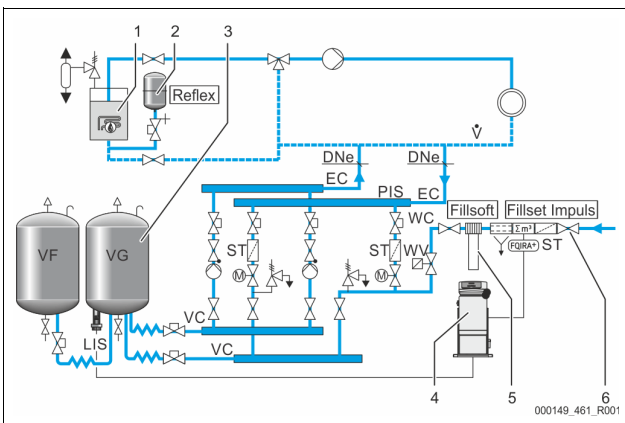 1 2 3
Reflex
V̇
DNe DNe
EC PIS EC
WC Fillsoft Fillset Impuls
Σm³
FQIRA+ ST
ST ST WV
M M
VF VG
VC
LIS
VC
4 5 6
000149_461_R001